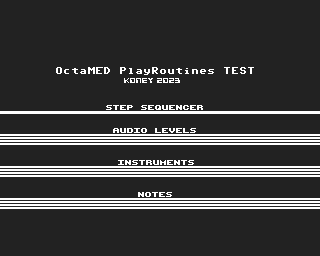 OctaMED PlayRoutines TEST
KONEY 2023
STEP SEQUENCER
AUDIO LEVELS
INSTRUMENTS
NOTES